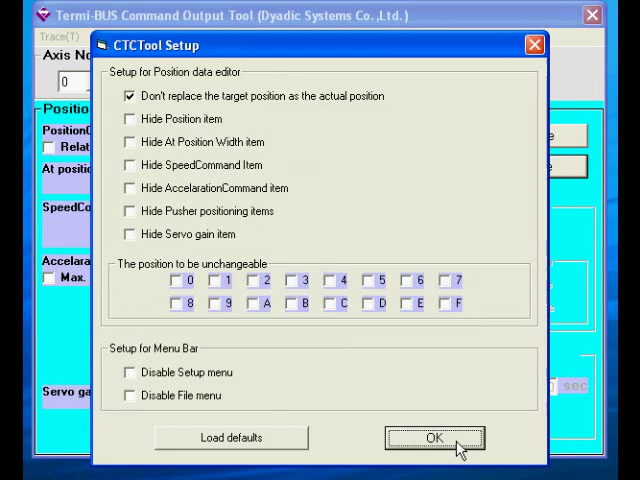 Termi-BUS Command Output Tool (Dyadic Systems Co.,Ltd.)
Trace(T)
CTCTool Setup
Axis No
0
Setup for Position data editor
Don't replace the target position as the actual position
Hide Position item
Hide At Position Width item
Hide SpeedCommand Item
Hide AccelarationCommand item
Hide Pusher positioning items
Hide Servo gain item
The position to be unchangeable
0 1 2 3 4 5 6 7
8 9 A B C D E F
Setup for Menu Bar
Disable Setup menu
Disable File menu
Load defaults
OK
Positio
PositionC
Relat
At positio
SpeedCo
Accelara
Max.
Servo ga
e
e
sec